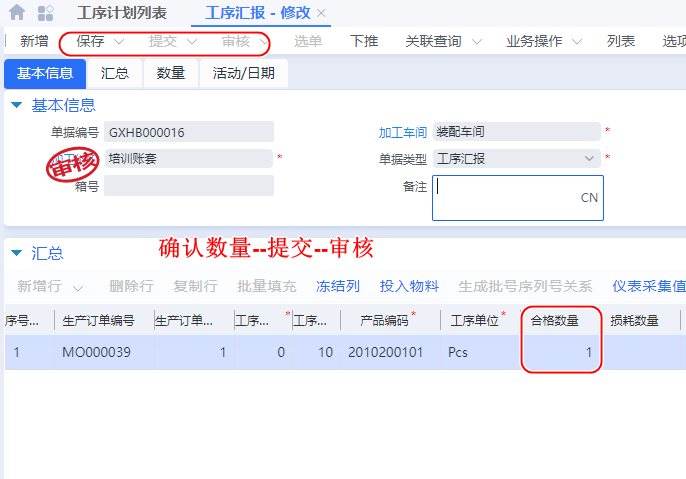 工序计划列表 工序汇报 - 修改 ×
新增 保存 提交 审核 选单 下推 关联查询 业务操作 列表 选项
基本信息 汇总 数量 活动/日期
基本信息
单据编号 GXHB000016 加工车间 装配车间 *
审核 培训账套 * 单据类型 工序汇报 *
箱号 备注 CN
确认数量--提交--审核
汇总
新增行 删除行 复制行 批量填充 冻结列 投入物料 生成批号序列号关系 仪表采集值
序号... 生产订单编号 生产订单... 工序...* 工序... 产品编码* 工序单位* 合格数量 损耗数量
1 MO000039 1 0 10 2010200101 Pcs 1